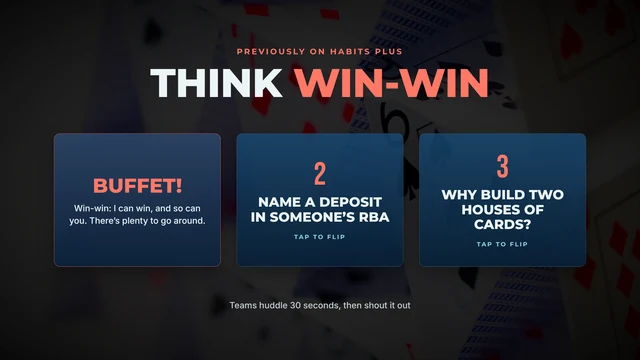 PREVIOUSLY ON HABITS PLUS
THINK WIN-WIN
BUFFET!
Win-win: I can win, and so can
you. There's plenty to go around.
2
NAME A DEPOSIT
IN SOMEONE'S RBA
TAP TO FLIP
3
WHY BUILD TWO
HOUSES OF
CARDS?
TAP TO FLIP
Teams huddle 30 seconds, then shout it out